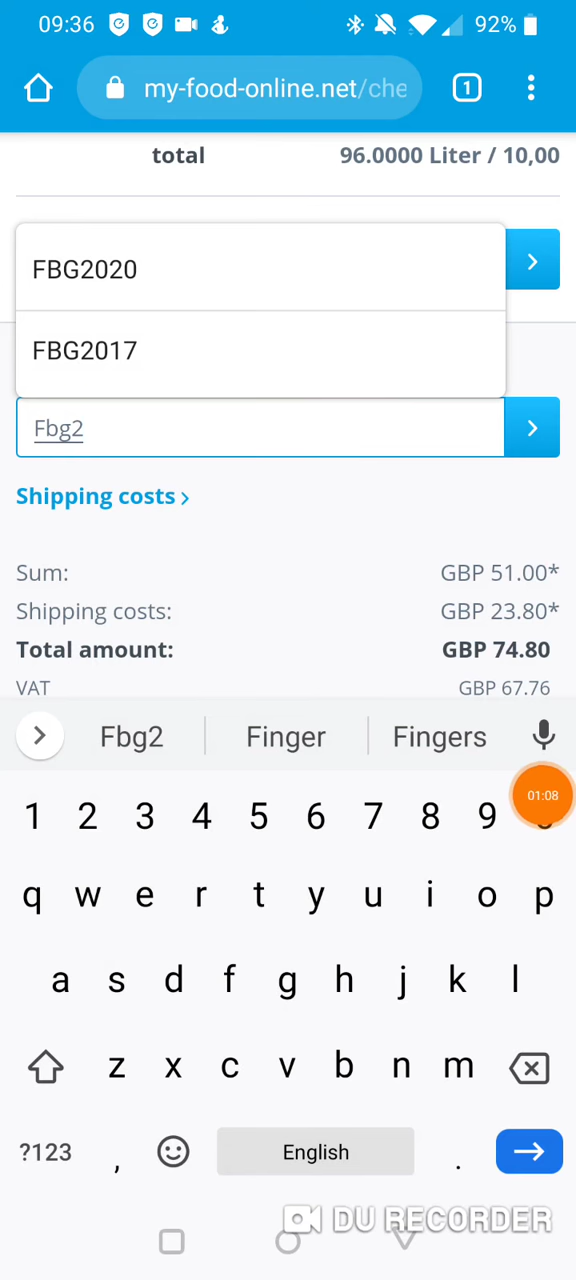 09:36 92%
my-food-online.net/che 1
total 96.0000 Liter / 10,00
FBG2020
FBG2017
Fbg2
Shipping costs
Sum: GBP 51.00*
Shipping costs: GBP 23.80*
Total amount: GBP 74.80
VAT GBP 67.76
Fbg2 Finger Fingers
01:08
1 2 3 4 5 6 7 8 9
q w e r t y u i o p
a s d f g h j k l
z x c v b n m
?123 , English .
DU RECORDER